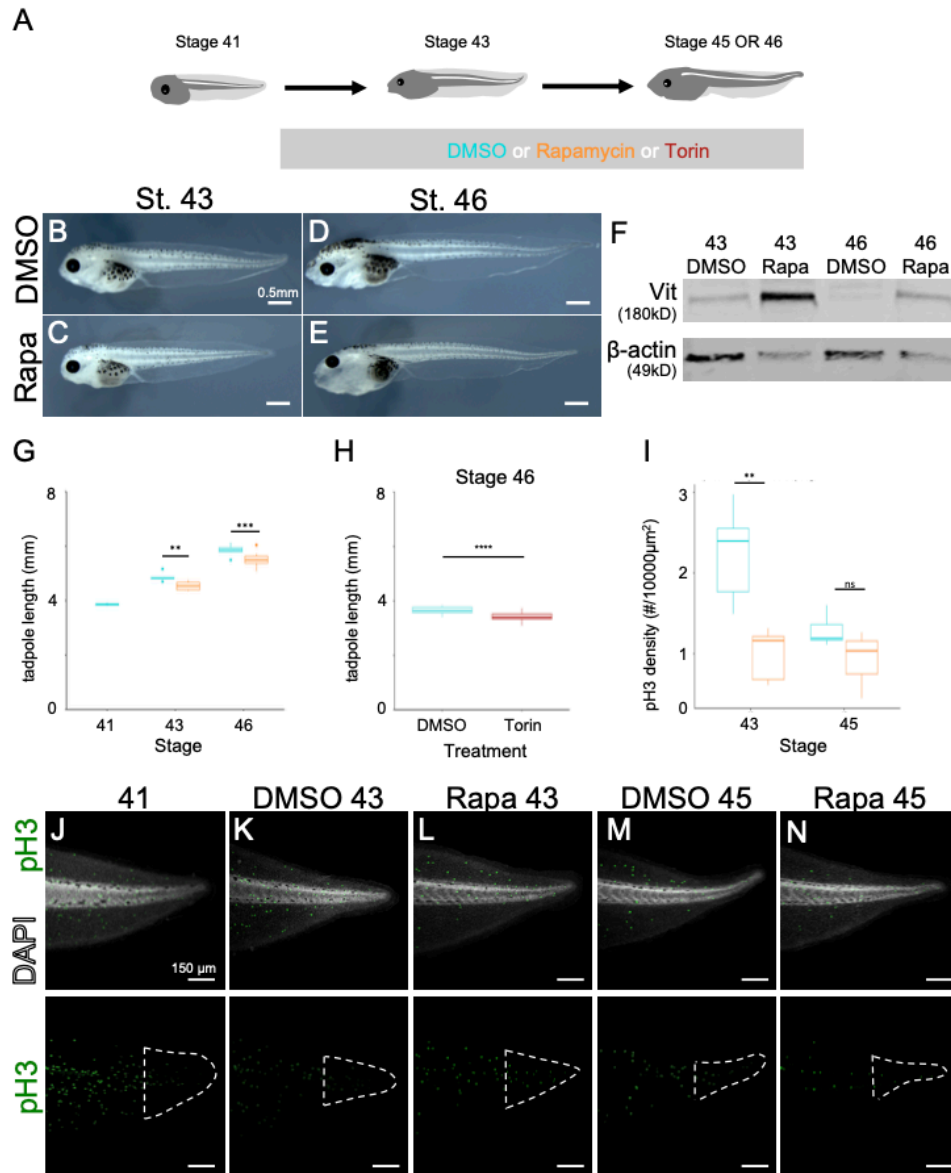 A
Stage 41
Stage 43
Stage 45 OR 46
DMSO or Rapamycin or Torin
St. 43
St. 46
DMSO
Rapa
B
0.5mm
D
C
E
F
43 43 46 46
DMSO Rapa DMSO Rapa
Vit
(180kD)
β-actin
(49kD)
G
tadpole length (mm)
8
4
0
**
***
41 43 46
Stage
H
Stage 46
tadpole length (mm)
8
4
0
****
DMSO Torin
Treatment
I
pH3 density (#/10000µm²)
3
2
1
0
**
ns
43 45
Stage
41
DMSO 43
Rapa 43
DMSO 45
Rapa 45
pH3
DAPI
J
150 µm
K
L
M
N
pH3